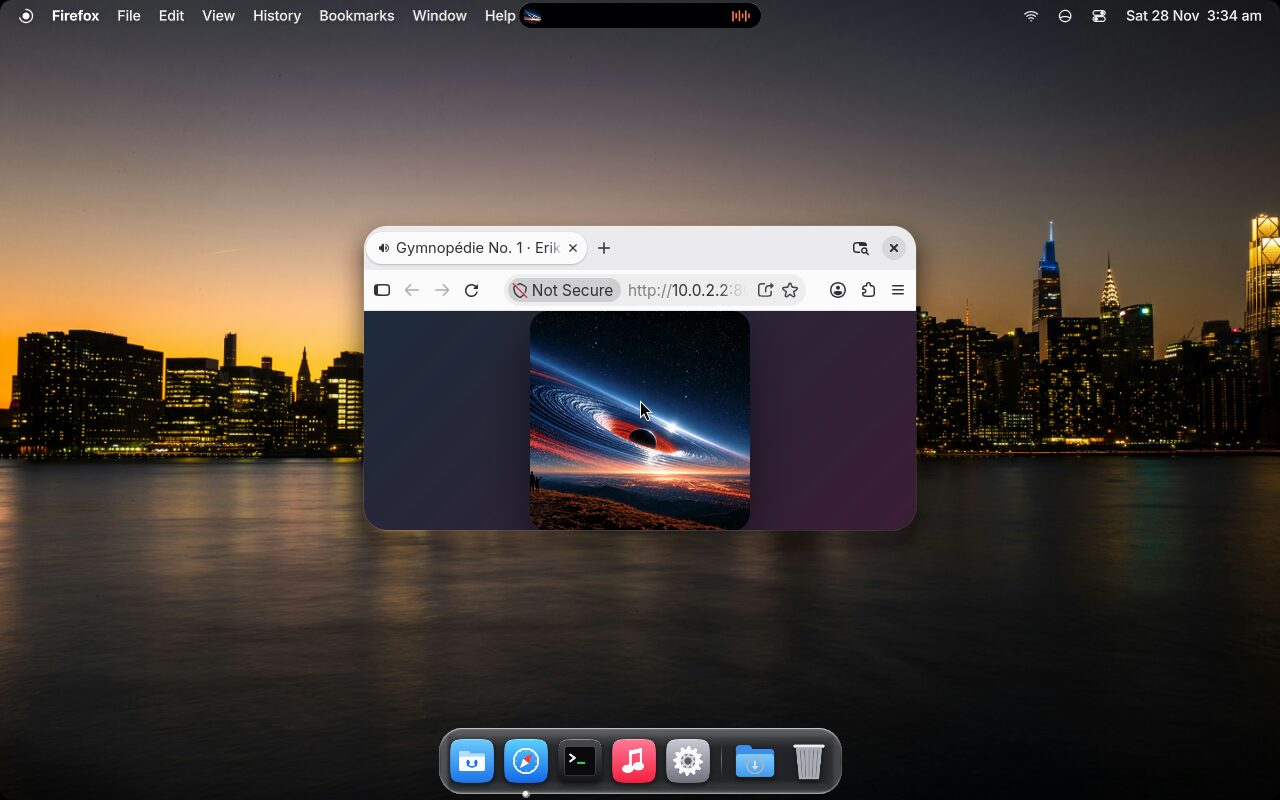 Firefox File Edit View History Bookmarks Window Help
Sat 28 Nov 3:34 am
Gymnopédie No. 1 · Erik
Not Secure http://10.0.2.2:8